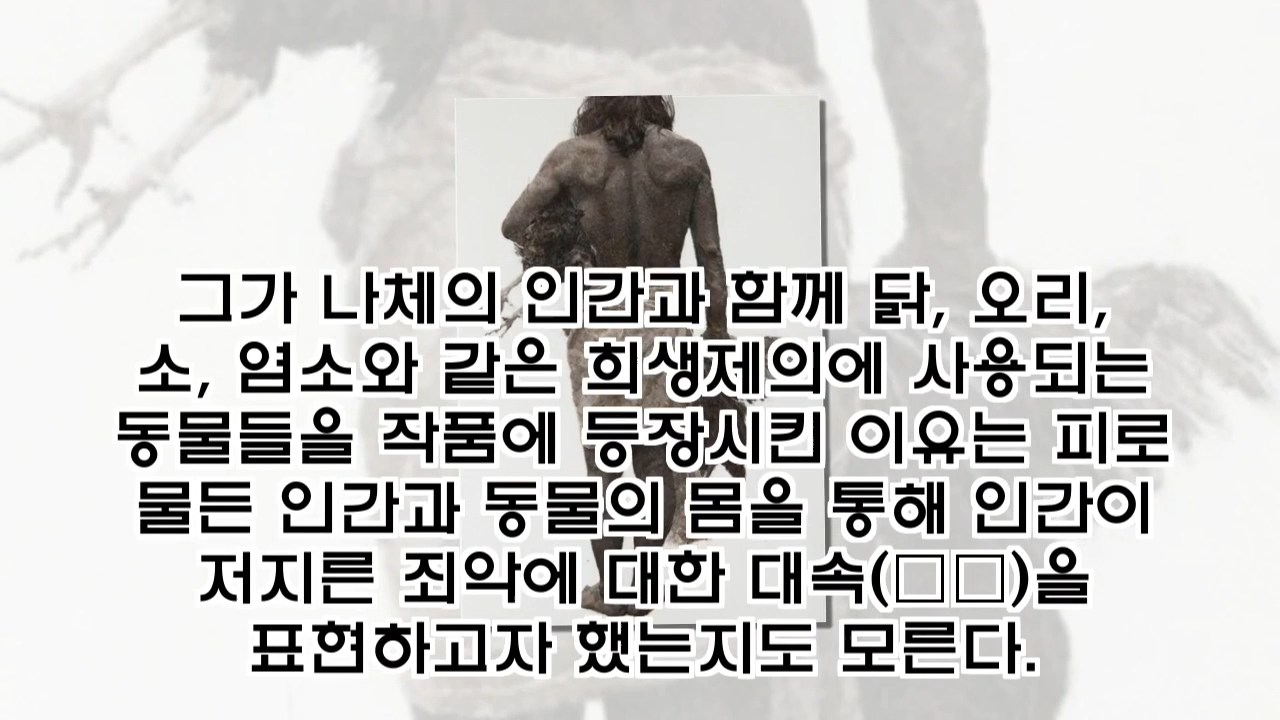 그가 나체의 인간과 함께 닭, 오리,
소, 염소와 같은 희생제의에 사용되는
동물들을 작품에 등장시킨 이유는 피로
물든 인간과 동물의 몸을 통해 인간이
저지른 죄악에 대한 대속(□□)을
표현하고자 했는지도 모른다.